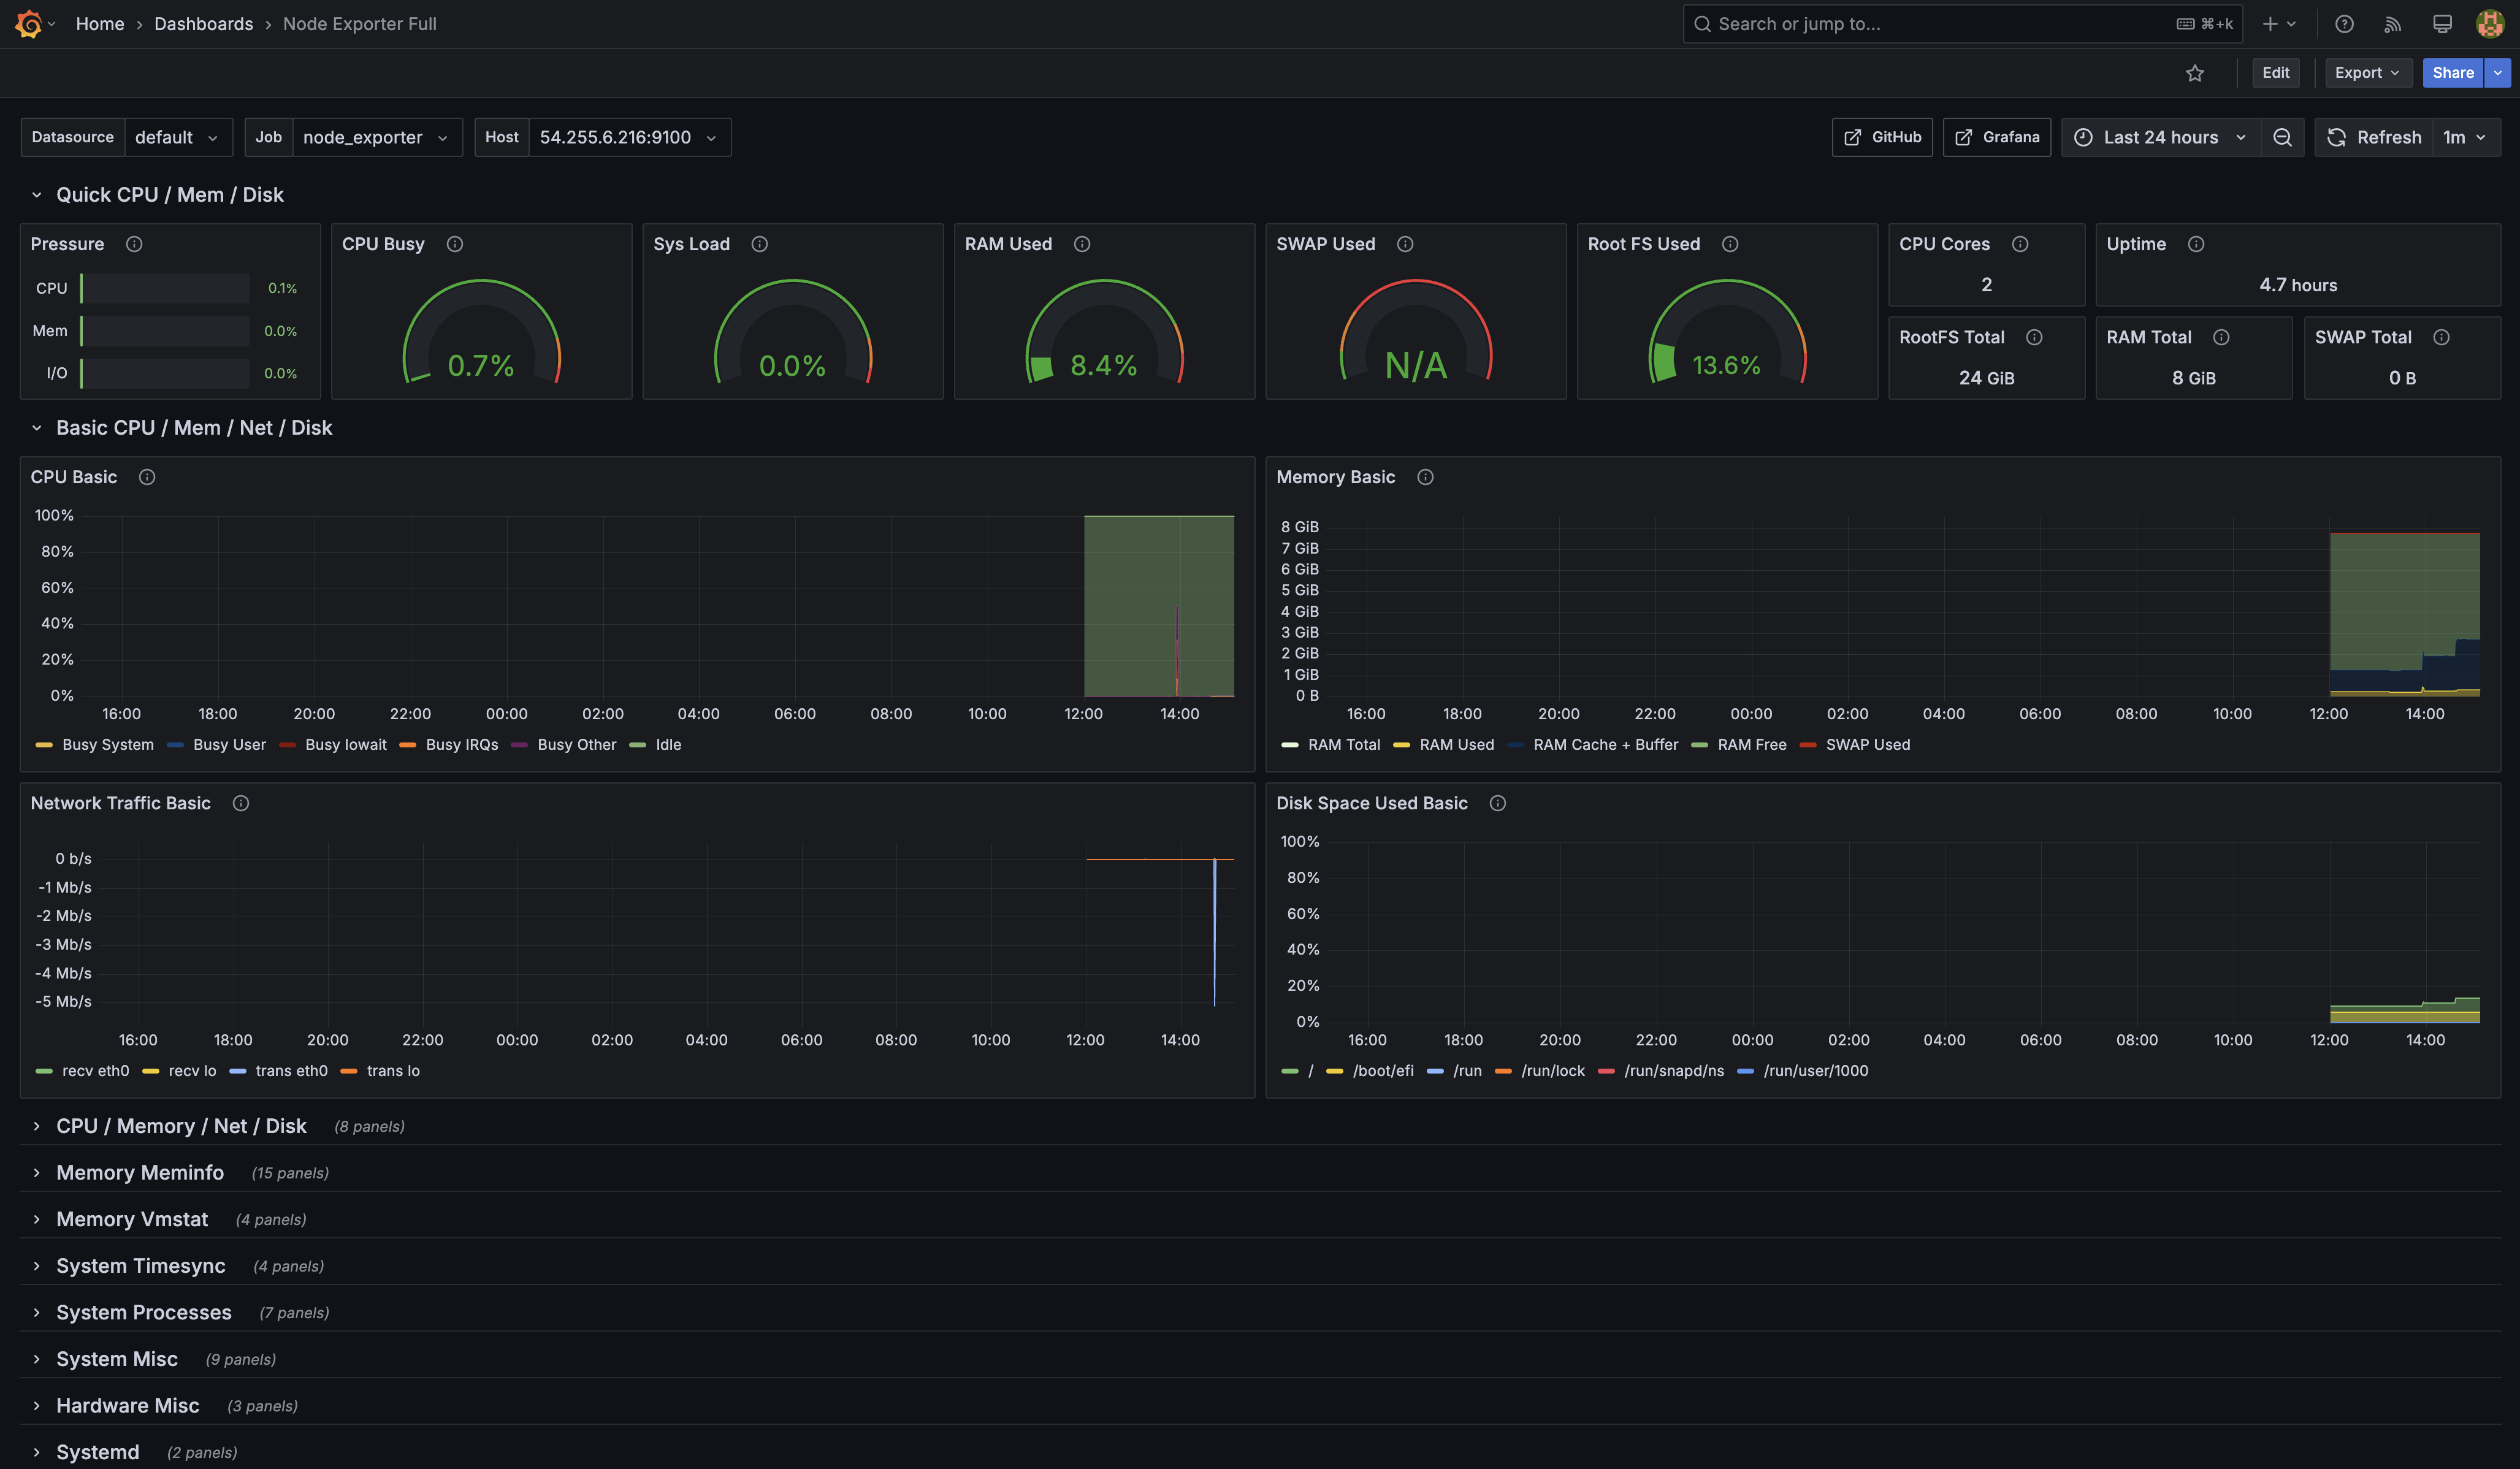 Home › Dashboards › Node Exporter Full
Search or jump to... ⌘+k
Edit Export Share
Datasource default Job node_exporter Host 54.255.6.216:9100 GitHub Grafana Last 24 hours Refresh 1m
Quick CPU / Mem / Disk
Pressure
CPU 0.1%
Mem 0.0%
I/O 0.0%
CPU Busy
0.7%
Sys Load
0.0%
RAM Used
8.4%
SWAP Used
N/A
Root FS Used
13.6%
CPU Cores
2
Uptime
4.7 hours
RootFS Total
24 GiB
RAM Total
8 GiB
SWAP Total
0 B
Basic CPU / Mem / Net / Disk
CPU Basic
100%
80%
60%
40%
20%
0%
16:00 18:00 20:00 22:00 00:00 02:00 04:00 06:00 08:00 10:00 12:00 14:00
Busy System Busy User Busy Iowait Busy IRQs Busy Other Idle
Memory Basic
8 GiB
7 GiB
6 GiB
5 GiB
4 GiB
3 GiB
2 GiB
1 GiB
0 B
16:00 18:00 20:00 22:00 00:00 02:00 04:00 06:00 08:00 10:00 12:00 14:00
RAM Total RAM Used RAM Cache + Buffer RAM Free SWAP Used
Network Traffic Basic
0 b/s
-1 Mb/s
-2 Mb/s
-3 Mb/s
-4 Mb/s
-5 Mb/s
16:00 18:00 20:00 22:00 00:00 02:00 04:00 06:00 08:00 10:00 12:00 14:00
recv eth0 recv lo trans eth0 trans lo
Disk Space Used Basic
100%
80%
60%
40%
20%
0%
16:00 18:00 20:00 22:00 00:00 02:00 04:00 06:00 08:00 10:00 12:00 14:00
/ /boot/efi /run /run/lock /run/snapd/ns /run/user/1000
CPU / Memory / Net / Disk (8 panels)
Memory Meminfo (15 panels)
Memory Vmstat (4 panels)
System Timesync (4 panels)
System Processes (7 panels)
System Misc (9 panels)
Hardware Misc (3 panels)
Systemd (2 panels)